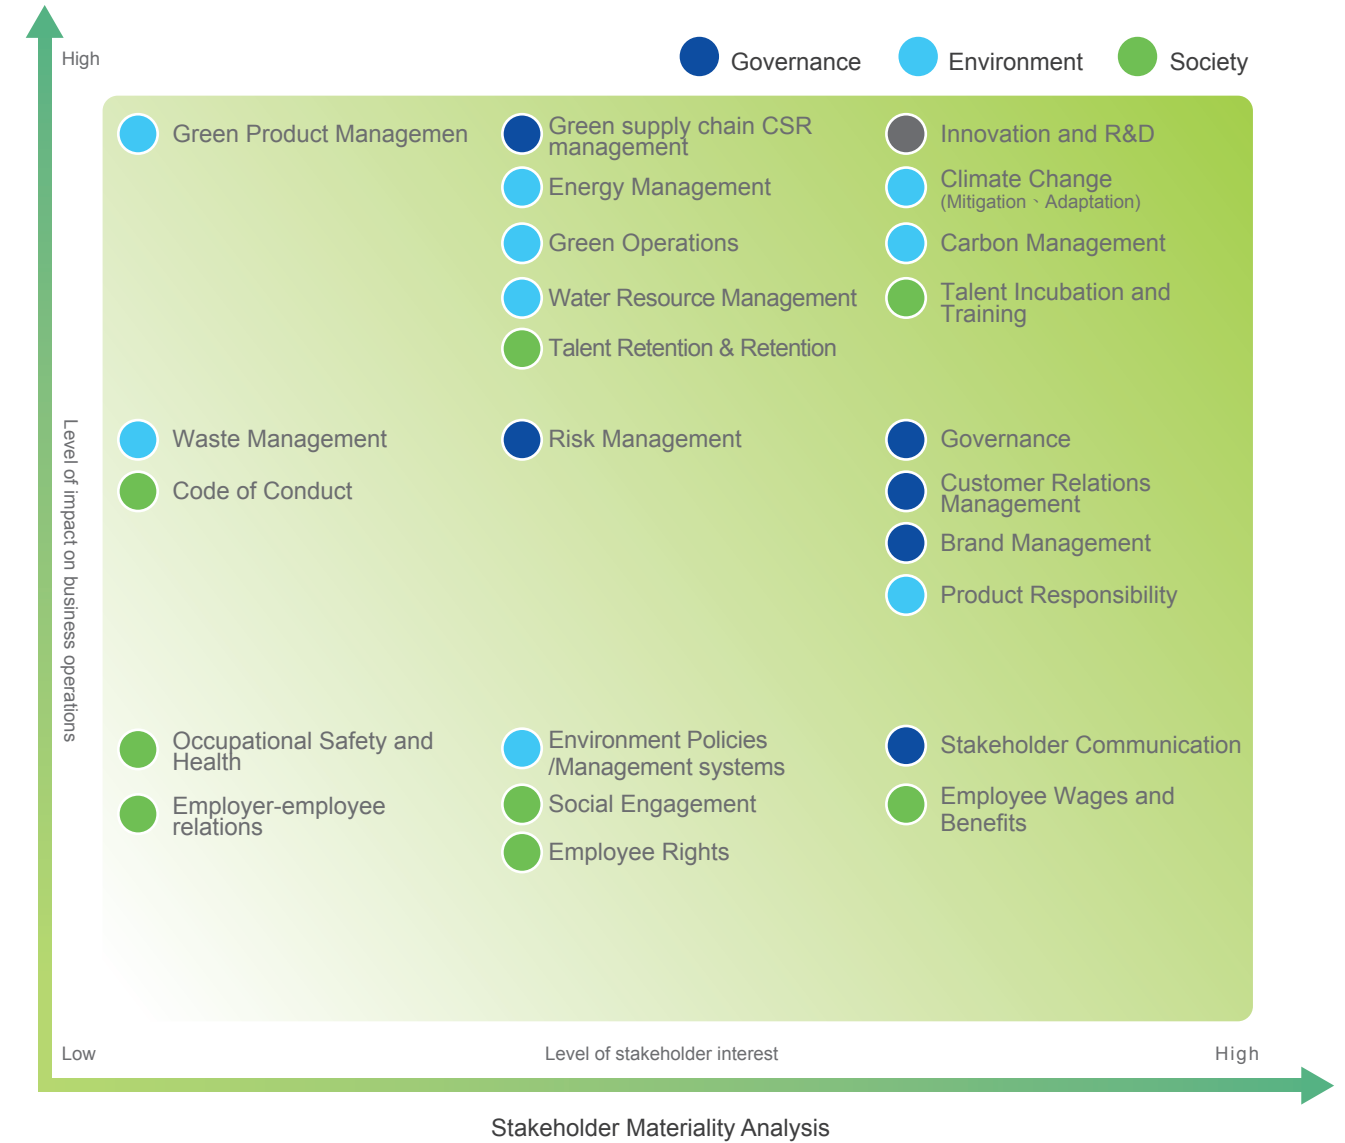 High
Governance
Environment
Society
Green Product Managemen
Green supply chain CSR
management
Innovation and R&D
Energy Management
Climate Change
(Mitigation、Adaptation)
Green Operations
Carbon Management
Water Resource Management
Talent Incubation and
Training
Talent Retention & Retention
Level of impact on business operations
Waste Management
Risk Management
Governance
Code of Conduct
Customer Relations
Management
Brand Management
Product Responsibility
Occupational Safety and
Health
Environment Policies
/Management systems
Stakeholder Communication
Employer-employee
relations
Social Engagement
Employee Wages and
Benefits
Employee Rights
Low
Level of stakeholder interest
High
Stakeholder Materiality Analysis